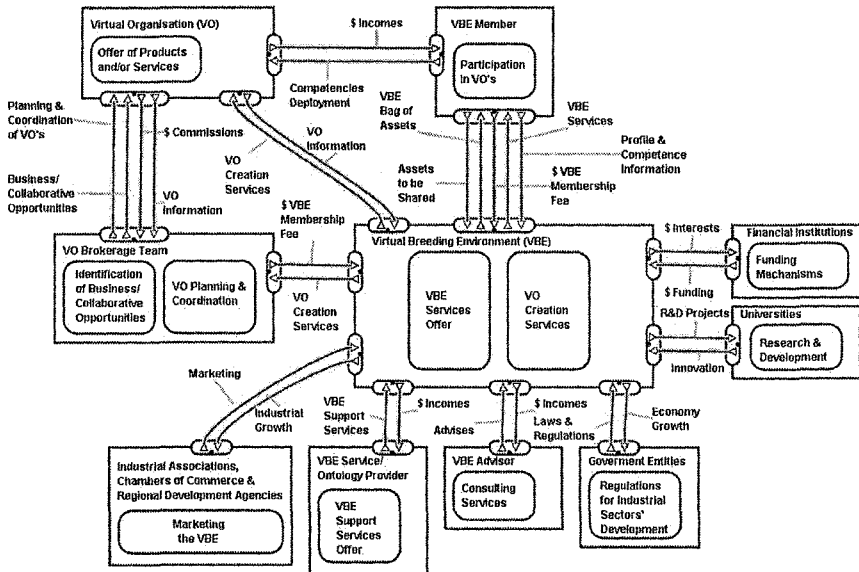 Virtual Organisation (VO)
Offer of Products
and/or Services
$ Incomes
Competencies
Deployment
VBE Member
Participation
in VO's
Planning &
Coordination
of VO's
$ Commissions
Business/
Collaborative
Opportunities
VO
Information
VO
Creation
Services
VO
Information
VBE
Bag of
Assets
Assets
to be
Shared
VBE
Services
Profile &
Competence
Information
$ VBE
Membership
Fee
VO Brokerage Team
Identification
of Business/
Collaborative
Opportunities
VO Planning &
Coordination
$ VBE
Membership
Fee
VO
Creation
Services
Virtual Breeding Environment (VBE)
VBE
Services
Offer
VO
Creation
Services
$ Interests
$ Funding
Financial Institutions
Funding
Mechanisms
R&D Projects
Innovation
Universities
Research &
Development
Marketing
Industrial
Growth
VBE
Support
Services
$ Incomes
Advises
$ Incomes
Laws &
Regulations
Economy
Growth
Industrial Associations,
Chambers of Commerce &
Regional Development Agencies
Marketing
the VBE
VBE Service/
Ontology Provider
VBE
Support
Services
Offer
VBE Advisor
Consulting
Services
Goverment Entities
Regulations
for Industrial
Sectors'
Development